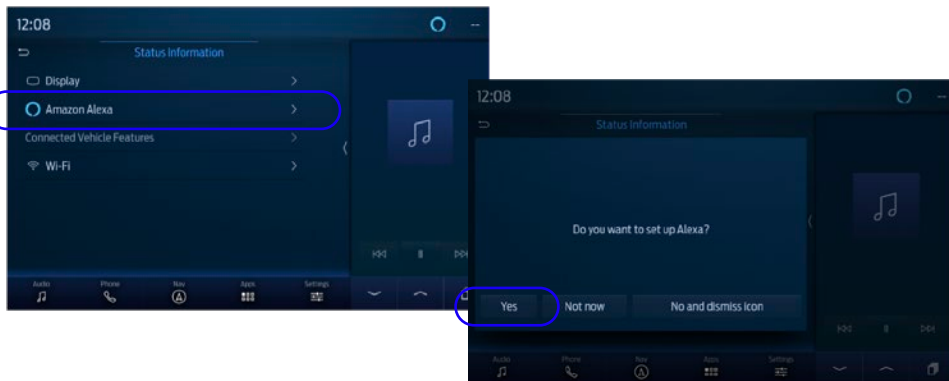 12:08
--
Status Information
Display
Amazon Alexa
Connected Vehicle Features
Wi-Fi
Audio
Phone
Nav
Apps
Settings
12:08
--
Status Information
Do you want to set up Alexa?
Yes
Not now
No and dismiss icon
Audio
Phone
Nav
Apps
Settings